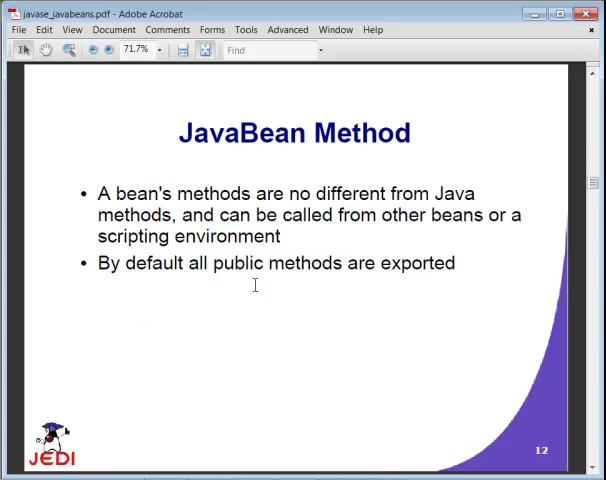 javase_javabeans.pdf - Adobe Acrobat
File Edit View Document Comments Forms Tools Advanced Window Help
71.7% Find
JavaBean Method
• A bean's methods are no different from Java
methods, and can be called from other beans or a
scripting environment
• By default all public methods are exported
JEDI
12